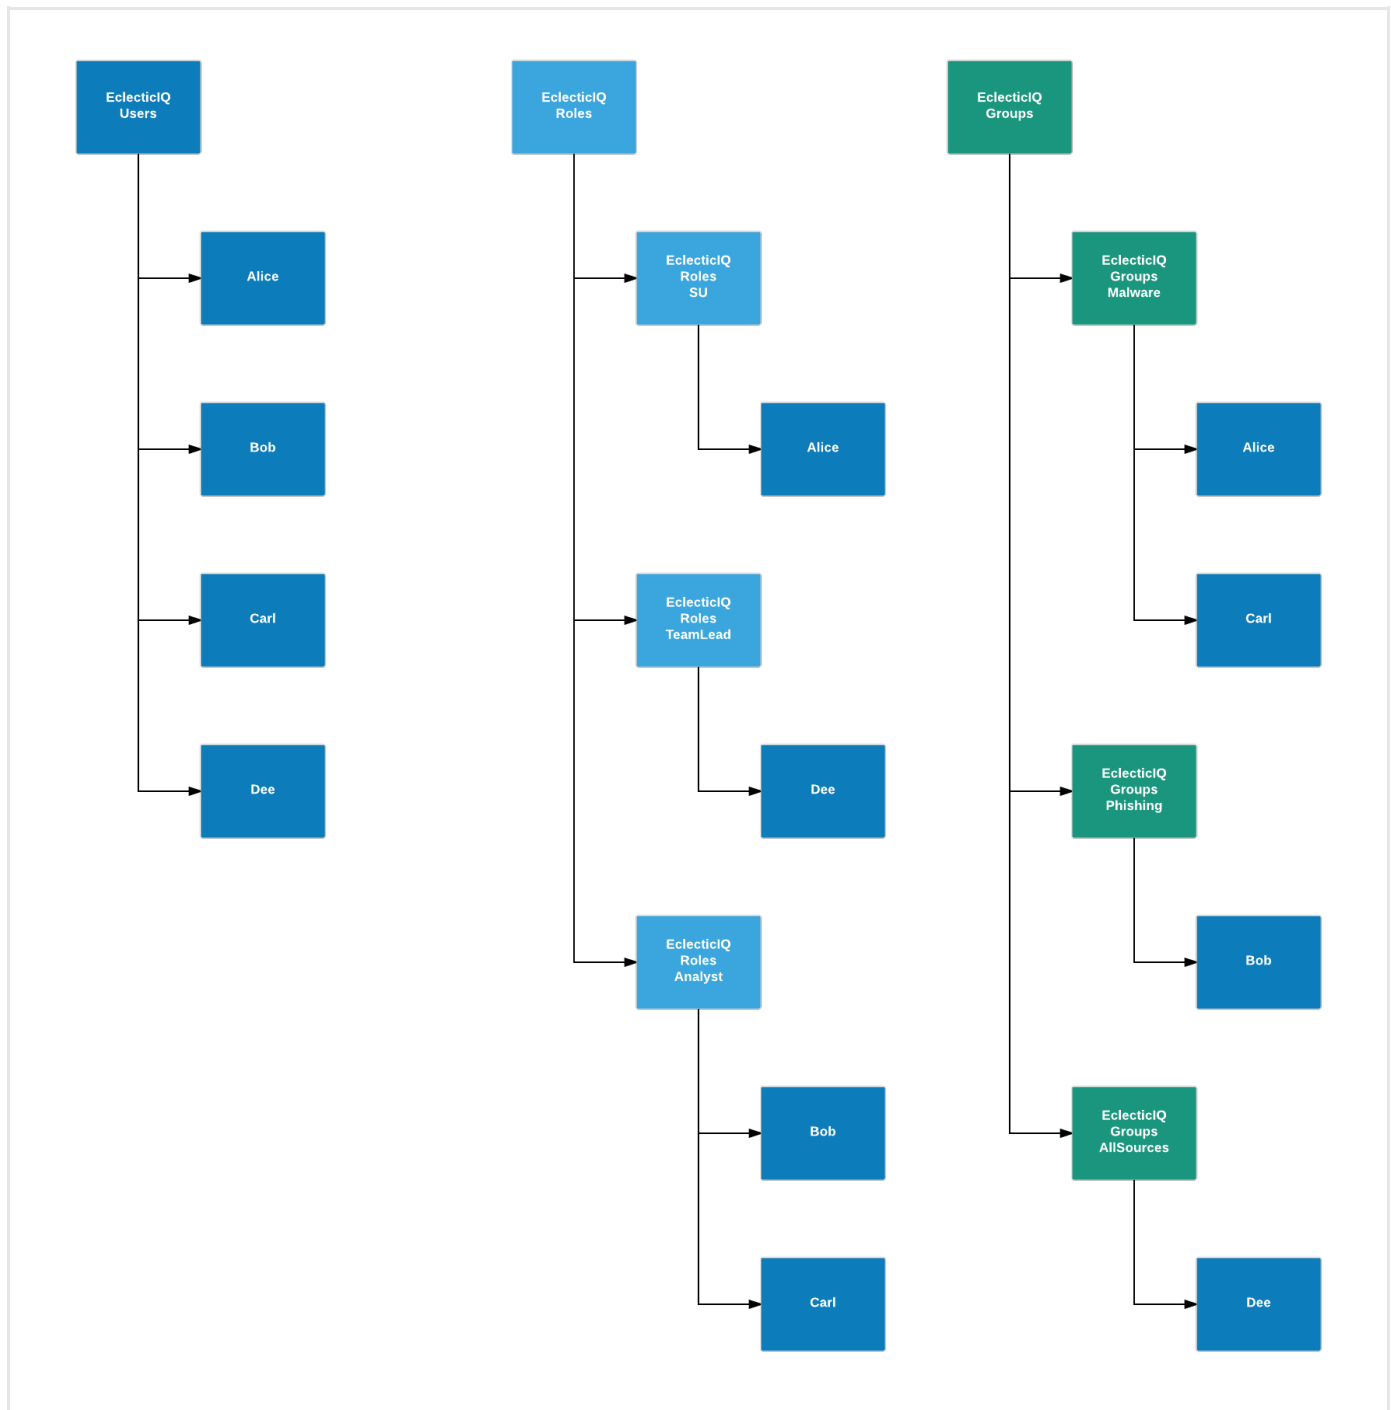 EclecticIQ
Users
Alice
Bob
Carl
Dee
EclecticIQ
Roles
EclecticIQ
Roles
SU
Alice
EclecticIQ
Roles
TeamLead
Dee
EclecticIQ
Roles
Analyst
Bob
Carl
EclecticIQ
Groups
EclecticIQ
Groups
Malware
Alice
Carl
EclecticIQ
Groups
Phishing
Bob
EclecticIQ
Groups
AllSources
Dee